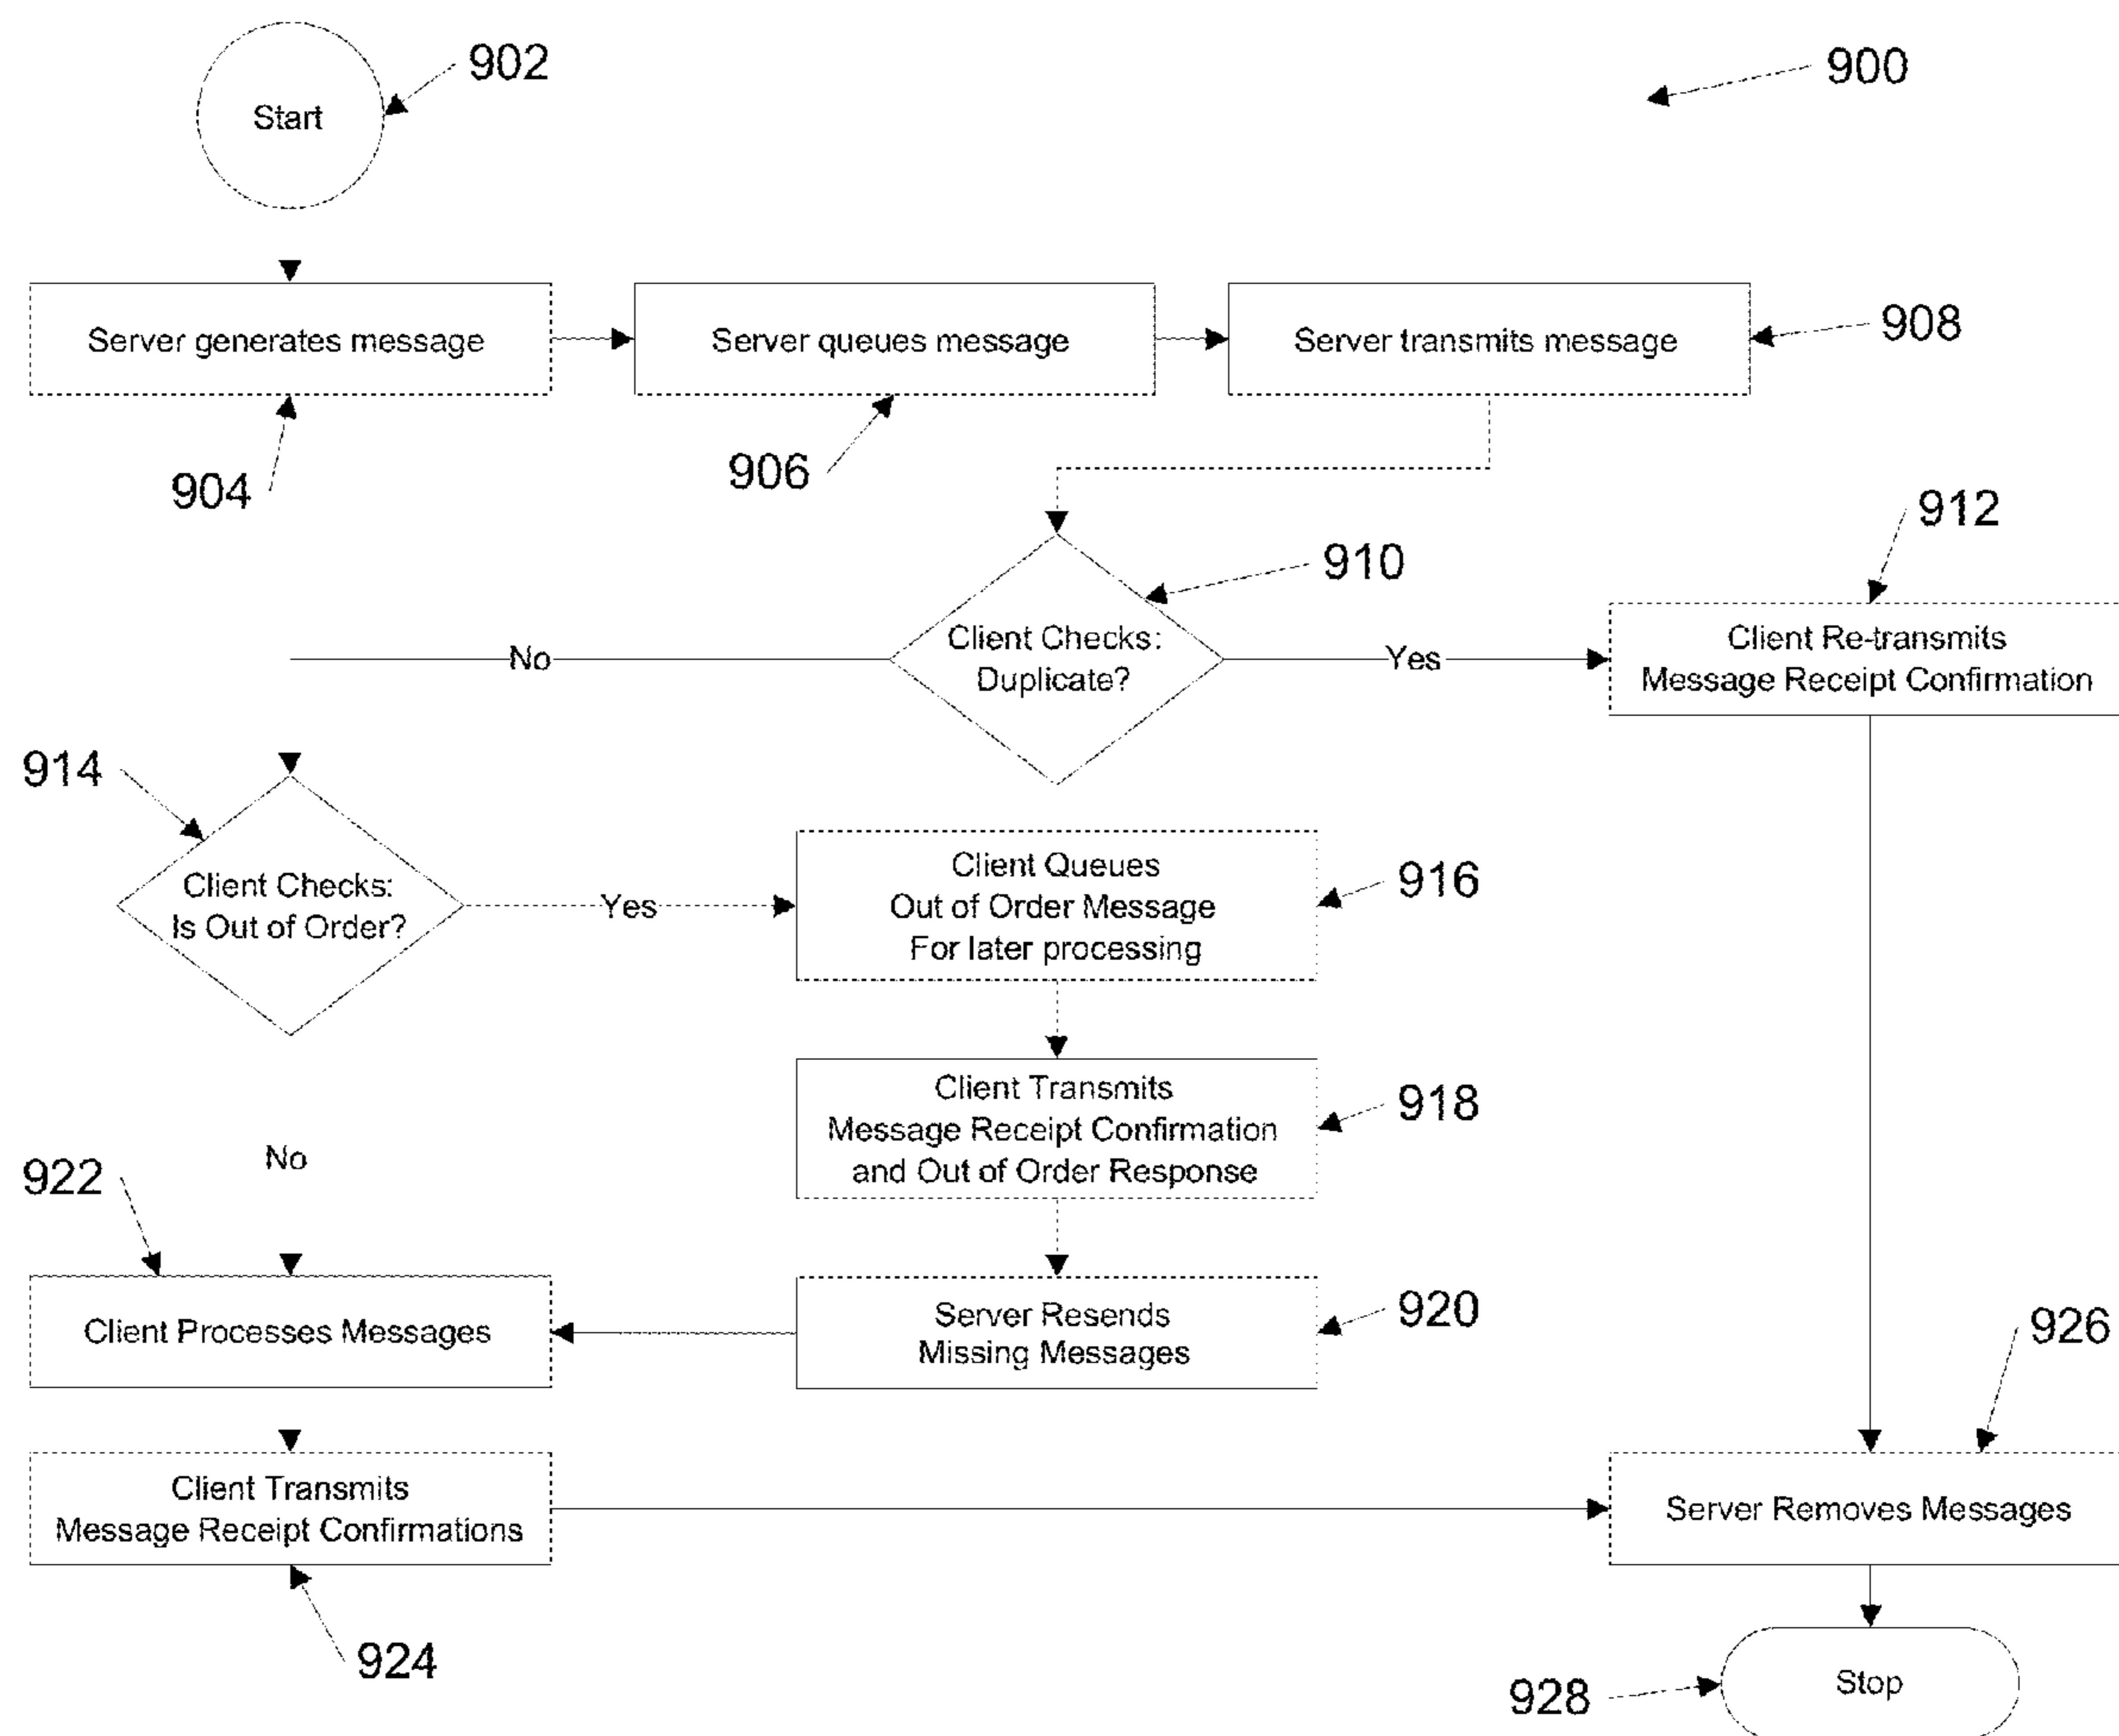 902
900
Start
Server generates message
Server queues message
Server transmits message
908
904
906
912
910
Client Checks:
Duplicate?
No
Yes
Client Re-transmits
Message Receipt Confirmation
914
Client Checks:
Is Out of Order?
Yes
Client Queues
Out of Order Message
For later processing
916
Client Transmits
Message Receipt Confirmation
and Out of Order Response
918
No
922
Client Processes Messages
Server Resends
Missing Messages
920
926
Client Transmits
Message Receipt Confirmations
Server Removes Messages
924
928
Stop